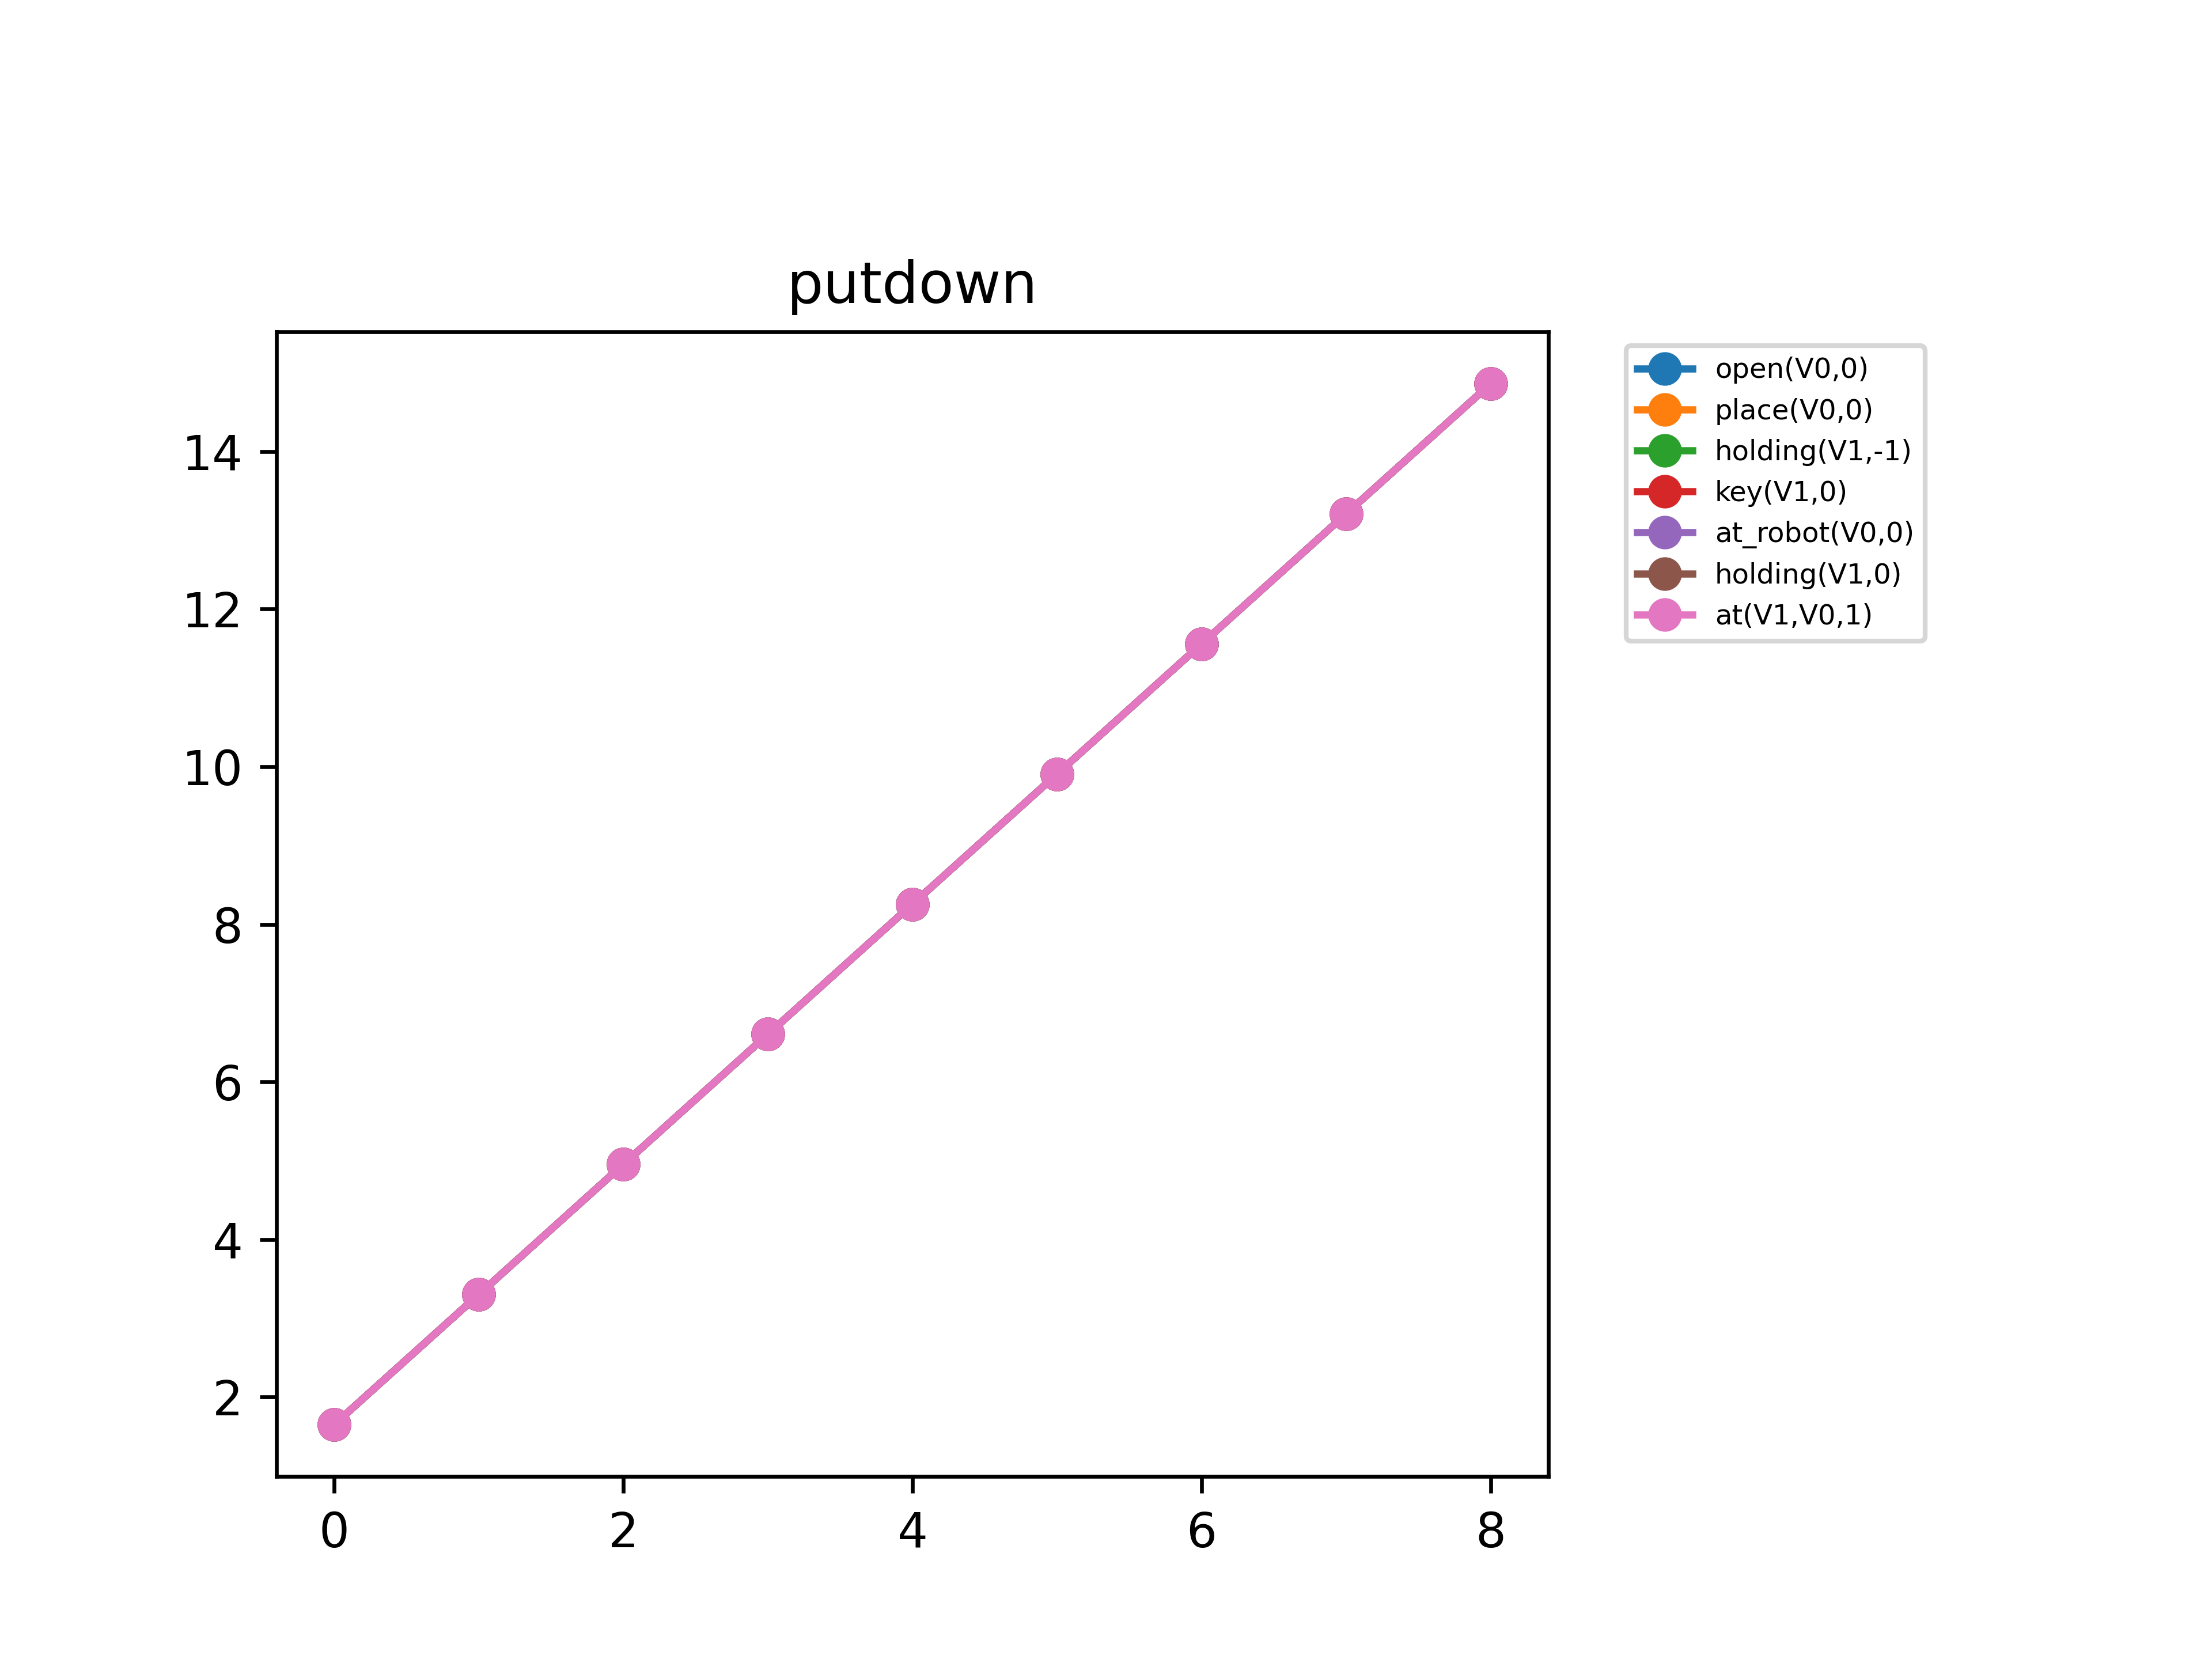 putdown
open(V0,0)
place(V0,0)
holding(V1,-1)
key(V1,0)
at_robot(V0,0)
holding(V1,0)
at(V1,V0,1)
14
12
10
8
6
4
2
0 2 4 6 8